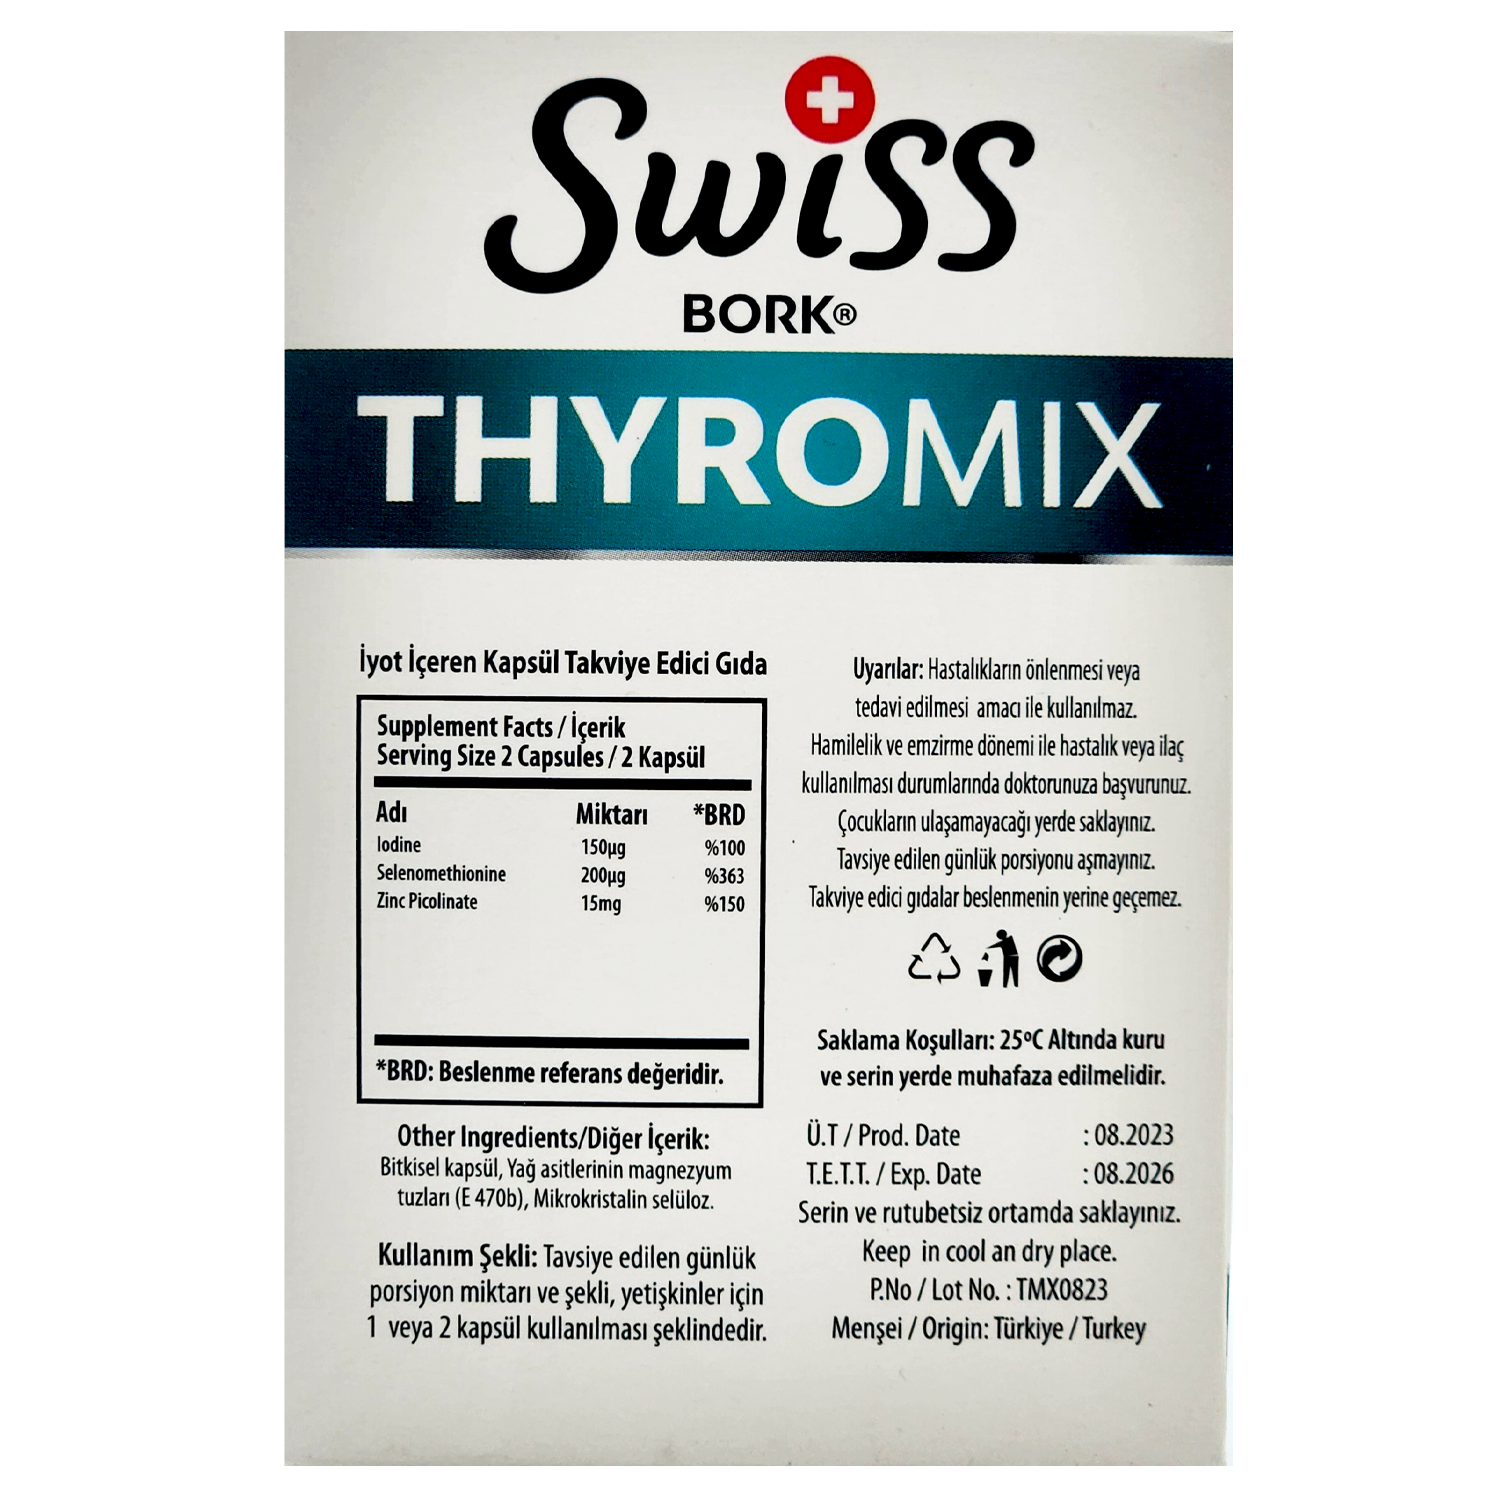 Swiss
BORK®
THYROMIX
İyot İçeren Kapsül Takviye Edici Gıda
Supplement Facts / İçerik
Serving Size 2 Capsules / 2 Kapsül
Adı Miktarı *BRD
Iodine 150µg %100
Selenomethionine 200µg %363
Zinc Picolinate 15mg %150
*BRD: Beslenme referans değeridir.
Other Ingredients/Diğer İçerik:
Bitkisel kapsül, Yağ asitlerinin magnezyum
tuzları (E 470b), Mikrokristalin selüloz.
Kullanım Şekli: Tavsiye edilen günlük
porsiyon miktarı ve şekli, yetişkinler için
1 veya 2 kapsül kullanılması şeklindedir.
Uyarılar: Hastalıkların önlenmesi veya
tedavi edilmesi amacı ile kullanılmaz.
Hamilelik ve emzirme dönemi ile hastalık veya ilaç
kullanılması durumlarında doktorunuza başvurunuz.
Çocukların ulaşamayacağı yerde saklayınız.
Tavsiye edilen günlük porsiyonu aşmayınız.
Takviye edici gıdalar beslenmenin yerine geçemez.
Saklama Koşulları: 25ºC Altında kuru
ve serin yerde muhafaza edilmelidir.
Ü.T / Prod. Date : 08.2023
T.E.T.T. / Exp. Date : 08.2026
Serin ve rutubetsiz ortamda saklayınız.
Keep in cool an dry place.
P.No / Lot No. : TMX0823
Menşei / Origin: Türkiye / Turkey